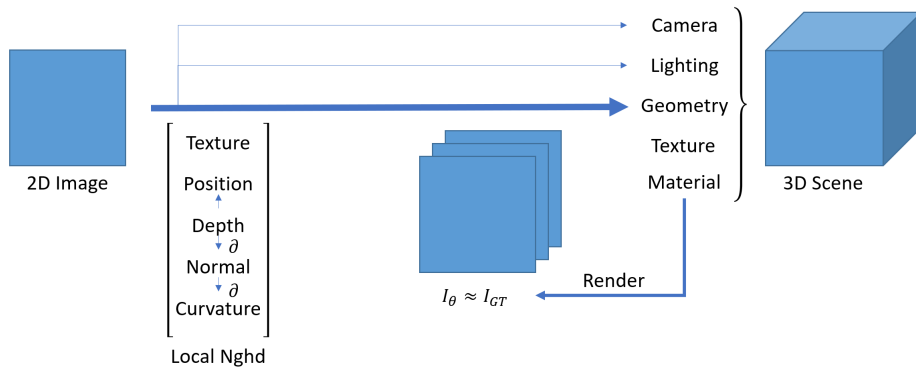 2D Image
Texture
Position
Depth
∂
Normal
∂
Curvature
Local Nghd
I_θ ≈ I_GT
Render
Camera
Lighting
Geometry
Texture
Material
3D Scene